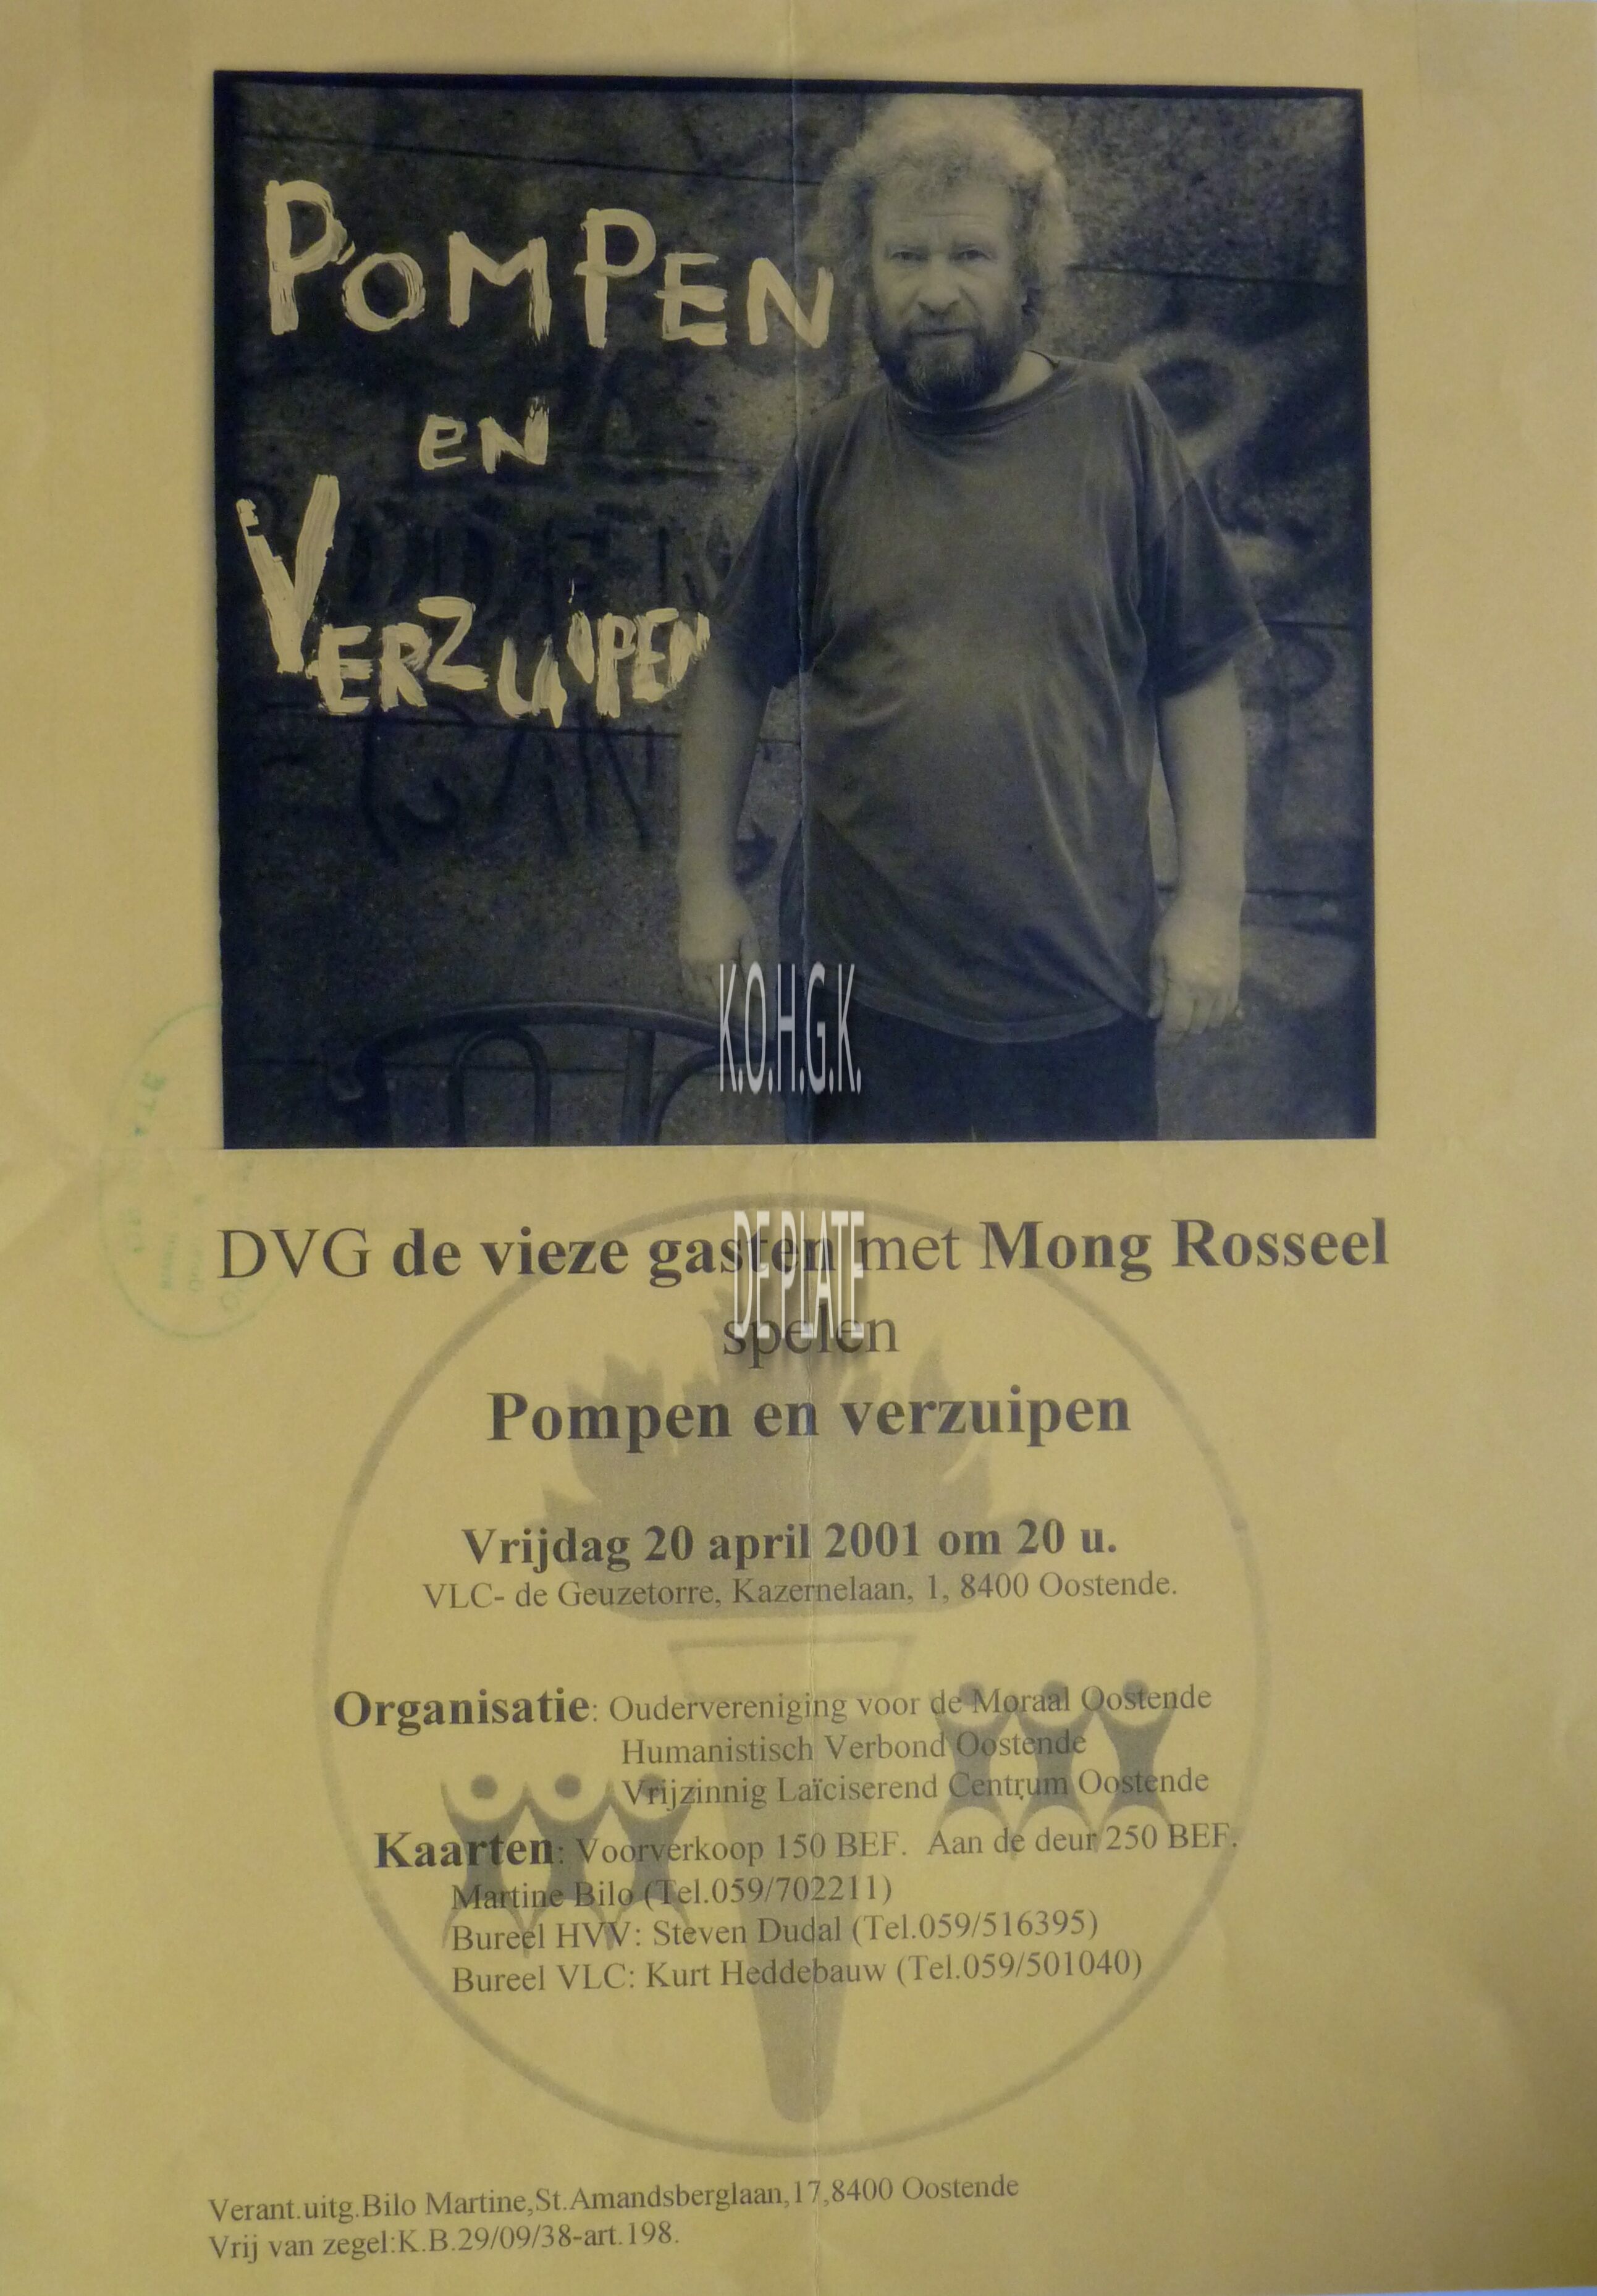 POMPEN
EN
VERZUIPEN
K.O.H.G.K.
DVG de vieze gasten met Mong Rosseel
DE PLATE
spelen
Pompen en verzuipen
Vrijdag 20 april 2001 om 20 u.
VLC- de Geuzetorre, Kazernelaan, 1, 8400 Oostende.
Organisatie: Oudervereniging voor de Moraal Oostende
Humanistisch Verbond Oostende
Vrijzinnig Laïciserend Centrum Oostende
Kaarten: Voorverkoop 150 BEF. Aan de deur 250 BEF.
Martine Bilo (Tel.059/702211)
Bureel HVV: Steven Dudal (Tel.059/516395)
Bureel VLC: Kurt Heddebauw (Tel.059/501040)
Verant.uitg.Bilo Martine,St.Amandsberglaan,17,8400 Oostende
Vrij van zegel:K.B.29/09/38-art.198.